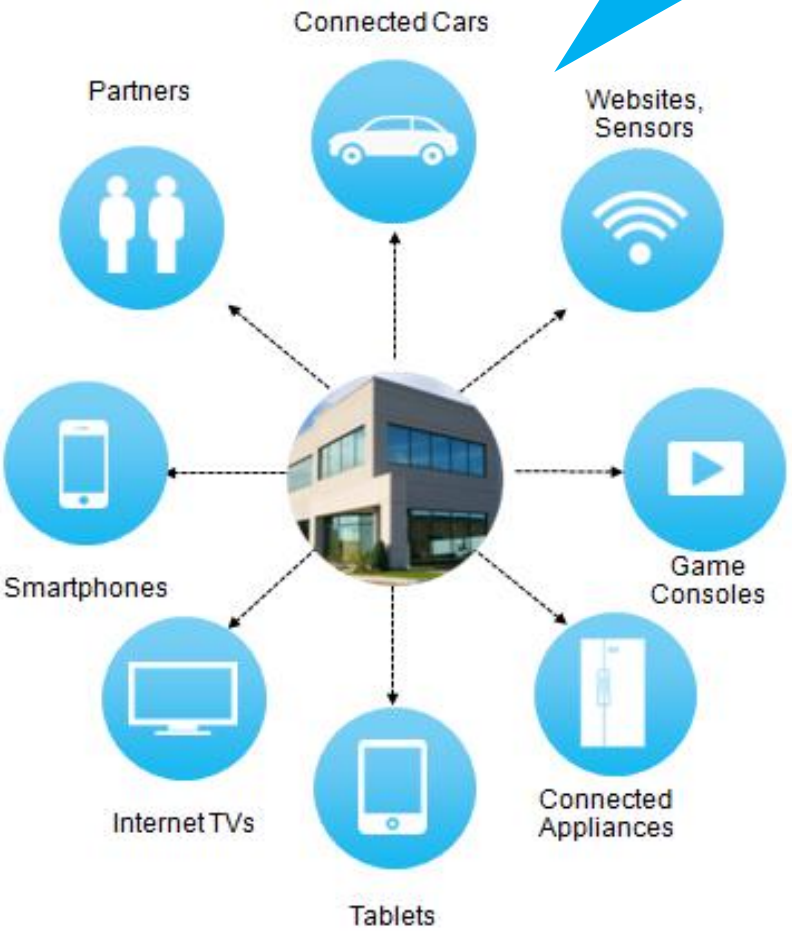 Connected Cars
Partners
Websites,
Sensors
Smartphones
Game
Consoles
Internet TVs
Connected
Appliances
Tablets